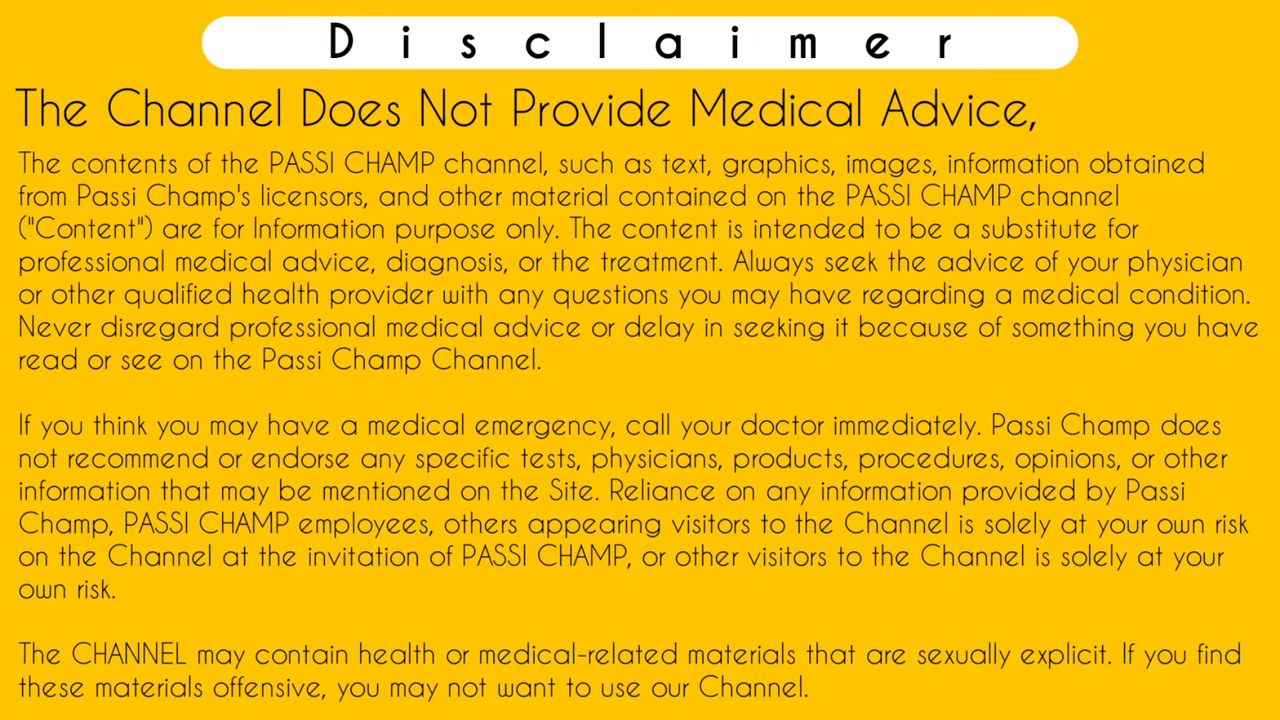 Disclaimer
The Channel Does Not Provide Medical Advice,
The contents of the PASSI CHAMP channel, such as text, graphics, images, information obtained
from Passi Champ's licensors, and other material contained on the PASSI CHAMP channel
("Content") are for Information purpose only. The content is intended to be a substitute for
professional medical advice, diagnosis, or the treatment. Always seek the advice of your physician
or other qualified health provider with any questions you may have regarding a medical condition.
Never disregard professional medical advice or delay in seeking it because of something you have
read or see on the Passi Champ Channel.
If you think you may have a medical emergency, call your doctor immediately. Passi Champ does
not recommend or endorse any specific tests, physicians, products, procedures, opinions, or other
information that may be mentioned on the Site. Reliance on any information provided by Passi
Champ, PASSI CHAMP employees, others appearing visitors to the Channel is solely at your own risk
on the Channel at the invitation of PASSI CHAMP, or other visitors to the Channel is solely at your
own risk.
The CHANNEL may contain health or medical-related materials that are sexually explicit. If you find
these materials offensive, you may not want to use our Channel.